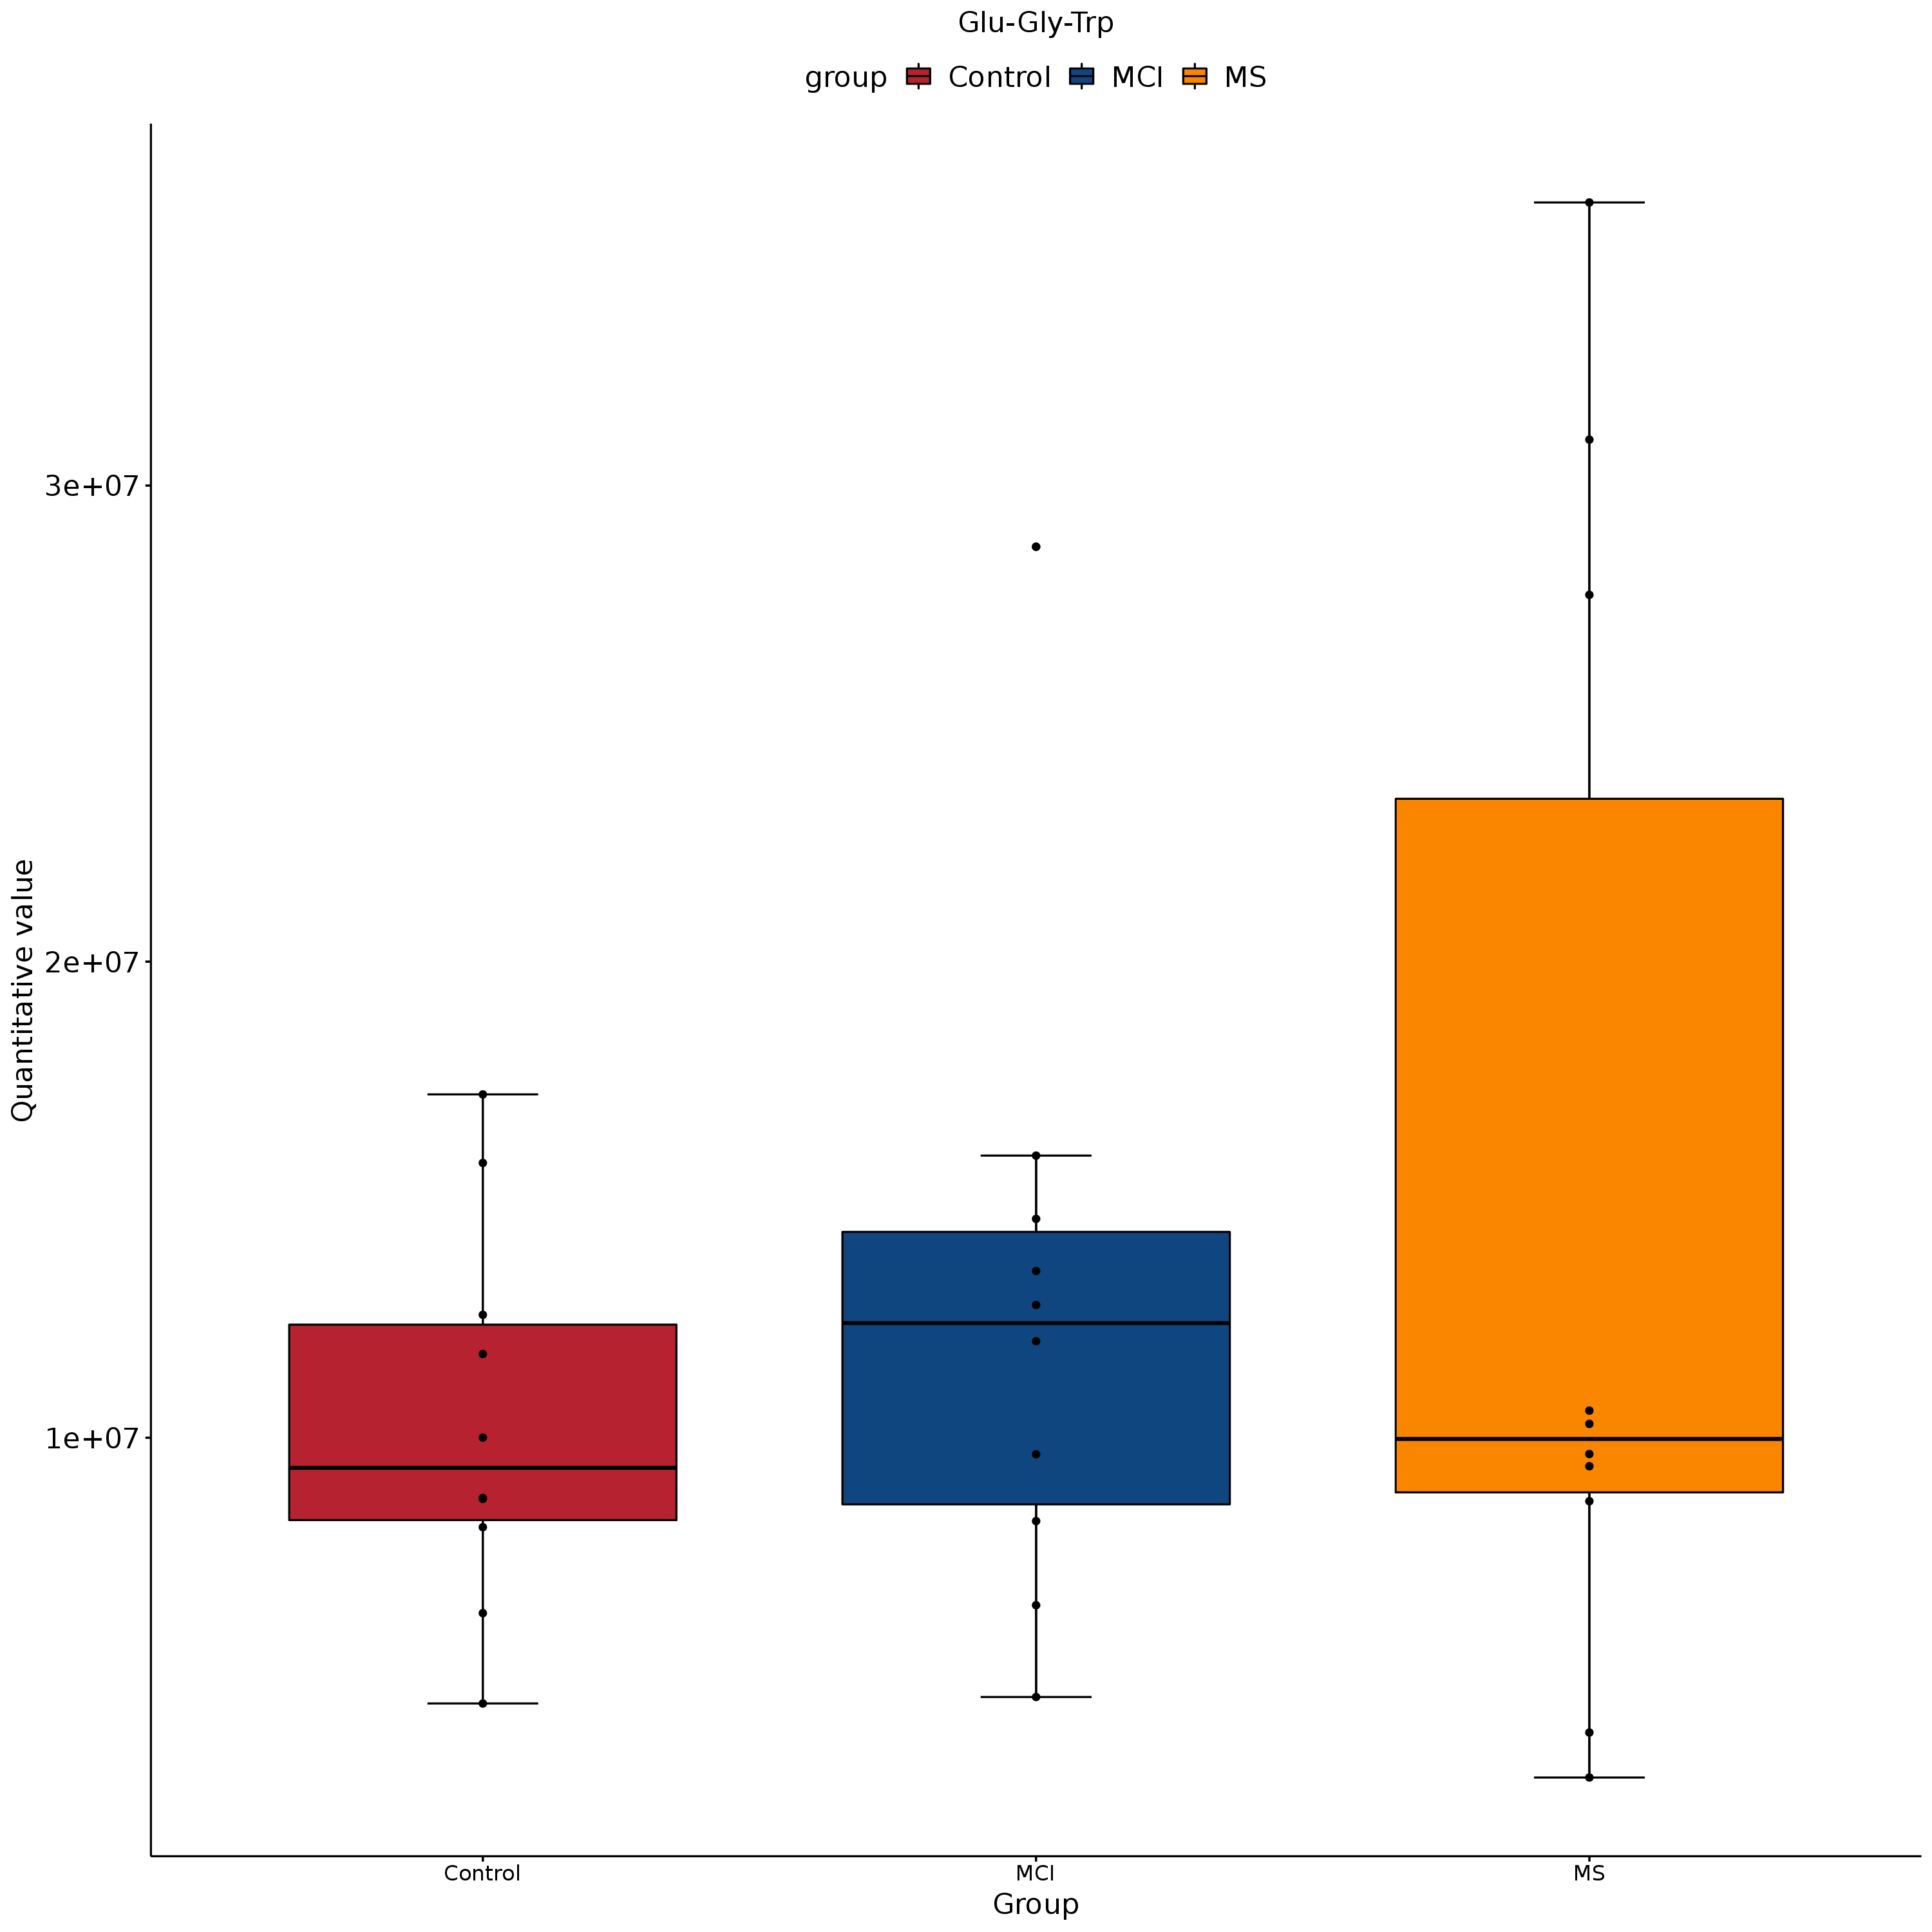 Glu-Gly-Trp
group Control MCI MS
Quantitative value
3e+07
2e+07
1e+07
Control MCI MS
Group